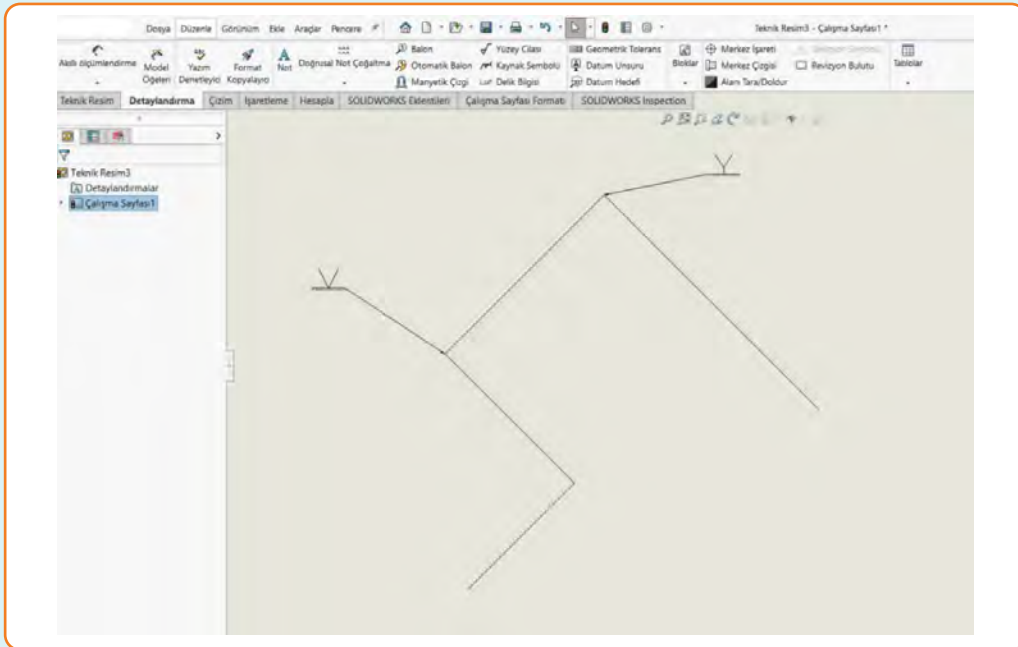 Dosya Düzenle Görünüm Ekle Araçlar Pencere
Teknik Resim3 - Çalışma Sayfası1 *
Akıllı ölçümlendirme
Model Öğeleri
Yazım Denetleyici
Format Kopyalayıcı
Not
Doğrusal Not Çoğaltma
Balon
Otomatik Balon
Manyetik Çizgi
Yüzey Cilası
Kaynak Sembolü
Delik Bilgisi
Geometrik Tolerans
Datum Unsuru
Datum Hedefi
Bloklar
Merkez İşareti
Merkez Çizgisi
Alanı Tara/Doldur
Revizyon Bulutu
Tablolar
Teknik Resim Detaylandırma Çizim İşaretleme Hesapla SOLIDWORKS Eklentileri Çalışma Sayfası Formatı SOLIDWORKS Inspection
Teknik Resim3
Detaylandırmalar
Çalışma Sayfası1